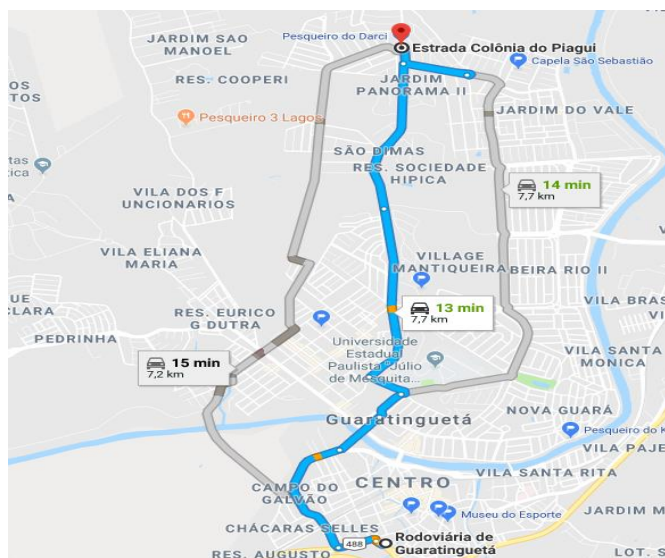 JARDIM SAO
MANOEL
Pesqueiro do Darci
Estrada Colônia do Piagui
Capela São Sebastião
RES. COOPERI
JARDIM
PANORAMA II
JARDIM DO VALE
Pesqueiro 3 Lagos
SÃO DIMAS
RES. SOCIEDADE
HIPICA
14 min
7,7 km
VILA DOS F
UNCIONARIOS
VILA ELIANA
MARIA
VILLAGE
MANTIQUEIRA
BEIRA RIO II
VILA BRAS
UE
CLARA
PEDRINHA
RES. EURICO
G DUTRA
13 min
7,7 km
Universidade
Estadual
Paulista "Júlio
de Mesquita...
VILA SANTA
MONICA
15 min
7,2 km
NOVA GUARÁ
Guaratinguetá
Pesqueiro do K
VILA PAJE
VILA SANTA RITA
CAMPO DO
GALVÃO
CENTRO
Museu do Esporte
JARDIM M
CHÁCARAS SELLES
488
Rodoviária de
Guaratinguetá
RES. AUGUSTO
LOT.